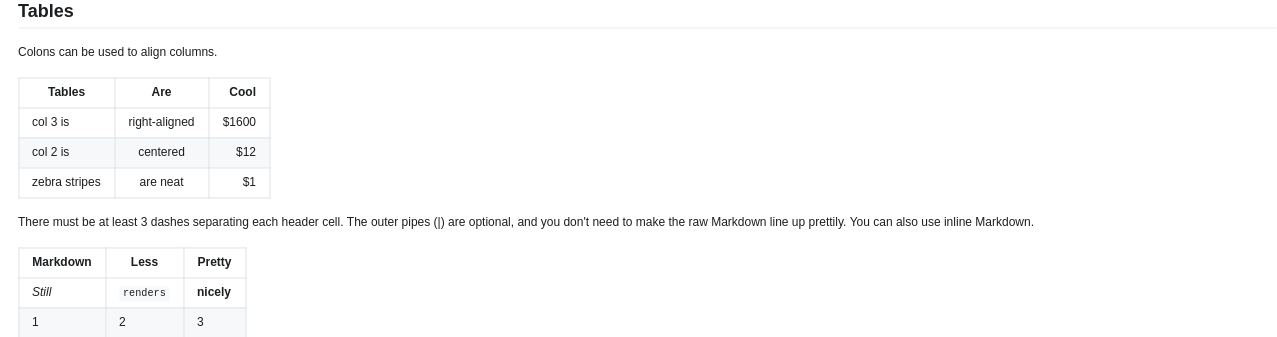 Tables
Colons can be used to align columns.
Tables Are Cool
col 3 is right-aligned $1600
col 2 is centered $12
zebra stripes are neat $1
There must be at least 3 dashes separating each header cell. The outer pipes (|) are optional, and you don't need to make the raw Markdown line up prettily. You can also use inline Markdown.
Markdown Less Pretty
Still renders nicely
1 2 3